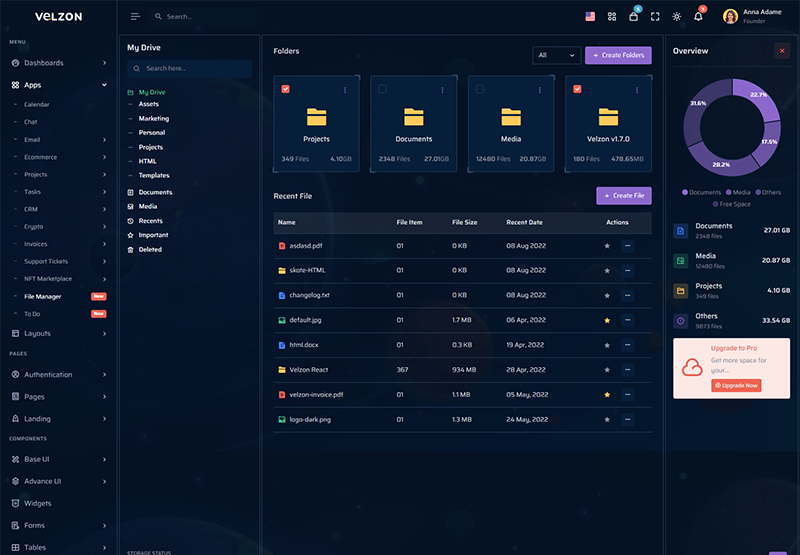 VELZON
Search...
5
3
Anna Adame
Founder
MENU
Dashboards
Apps
Calendar
Chat
Email
Ecommerce
Projects
Tasks
CRM
Crypto
Invoices
Support Tickets
NFT Marketplace
File Manager New
To Do New
Layouts
PAGES
Authentication
Pages
Landing
COMPONENTS
Base UI
Advance UI
Widgets
Forms
Tables
My Drive
Search here...
My Drive
Assets
Marketing
Personal
Projects
HTML
Templates
Documents
Media
Recents
Important
Deleted
STORAGE STATUS
Folders
All
+ Create Folders
Projects
349 Files 4.10GB
Documents
2348 Files 27.01GB
Media
12480 Files 20.87GB
Velzon v1.7.0
180 Files 478.65MB
Recent File
+ Create File
Name File Item File Size Recent Date Actions
asdasd.pdf 01 0 KB 08 Aug 2022
skote-HTML 01 0 KB 08 Aug 2022
changelog.txt 01 0 KB 08 Aug 2022
default.jpg 01 1.7 MB 06 Apr, 2022
html.docx 01 0.3 KB 19 Apr, 2022
Velzon React 367 934 MB 28 Apr, 2022
velzon-invoice.pdf 01 1.1 MB 05 May, 2022
logo-dark.png 01 1.3 MB 24 May, 2022
Overview
22.7%
31.6%
17.5%
28.2%
Documents Media Others
Free Space
Documents
2348 files
27.01 GB
Media
12480 files
20.87 GB
Projects
349 files
4.10 GB
Others
9873 files
33.54 GB
Upgrade to Pro
Get more space for
your...
Upgrade Now